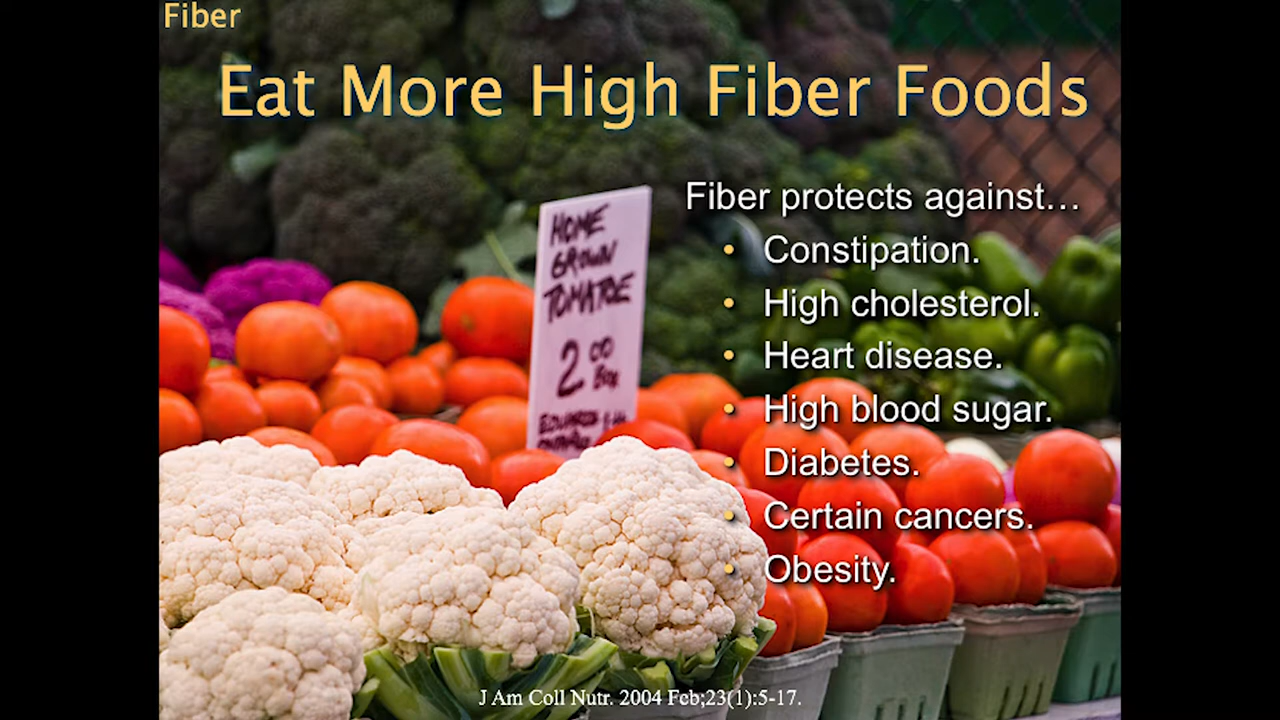 Fiber
Eat More High Fiber Foods
Fiber protects against…
• Constipation.
• High cholesterol.
• Heart disease.
• High blood sugar.
• Diabetes.
• Certain cancers.
• Obesity.
HOME
GROWN
TOMATOE
2 00
BOX
J Am Coll Nutr. 2004 Feb;23(1):5-17.